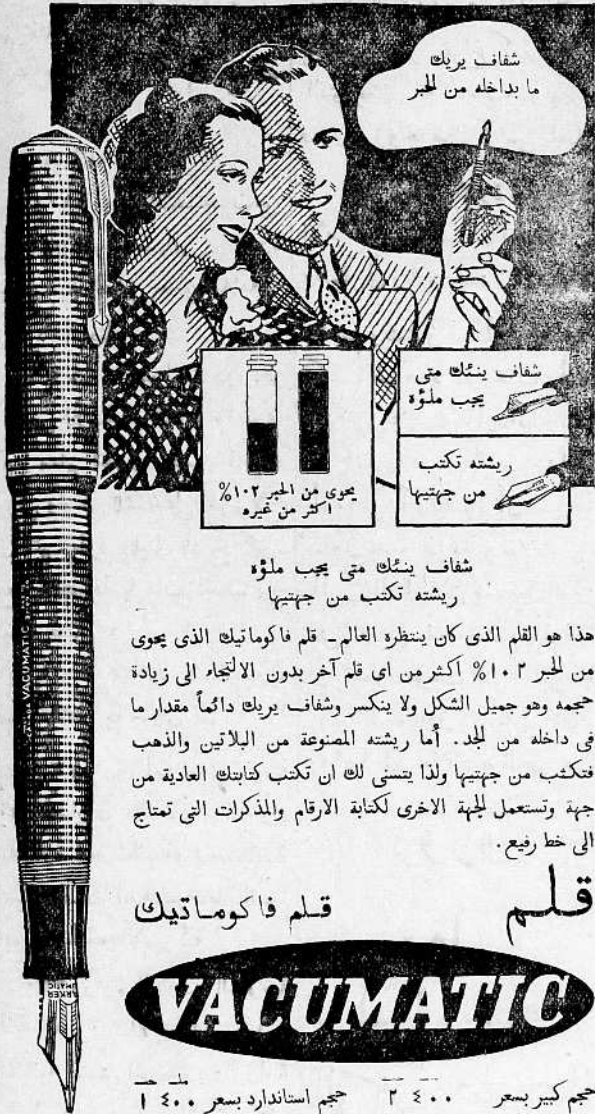 شفاف يريك
ما بداخله من الحبر
شفاف ينئك متى
يجب ملؤه
ريشته تكتب
من جهتيها
يحوى من الحبر ١٠٢%
اكثر من غيره
شفاف ينئك متى يجب ملؤه
ريشته تكتب من جهتيها
هذا هو القلم الذى كان ينتظره العالم ـ قلم فاكوماتيك الذى يحوى
من الحبر ١٠٢% اكثر من اى قلم آخر بدون الالتجاء الى زيادة
حجمه وهو جميل الشكل ولا ينكسر وشفاف يريك دائماً مقدار ما
فى داخله من الجد. أما ريشته المصنوعة من البلاتين والذهب
فتكتب من جهتيها ولذا يتسنى لك ان تكتب كتابتك العادية من
جهة وتستعمل الجهة الاخرى لكتابة الارقام والمذكرات التى تمتاج
الى خط رفيع.
قلم
قلم فاكوماتيك
VACUMATIC
حجم كبير بسعر ٤٠٠ ٢
حجم استاندارد بسعر ٤٠٠ ١
VACUMATIC